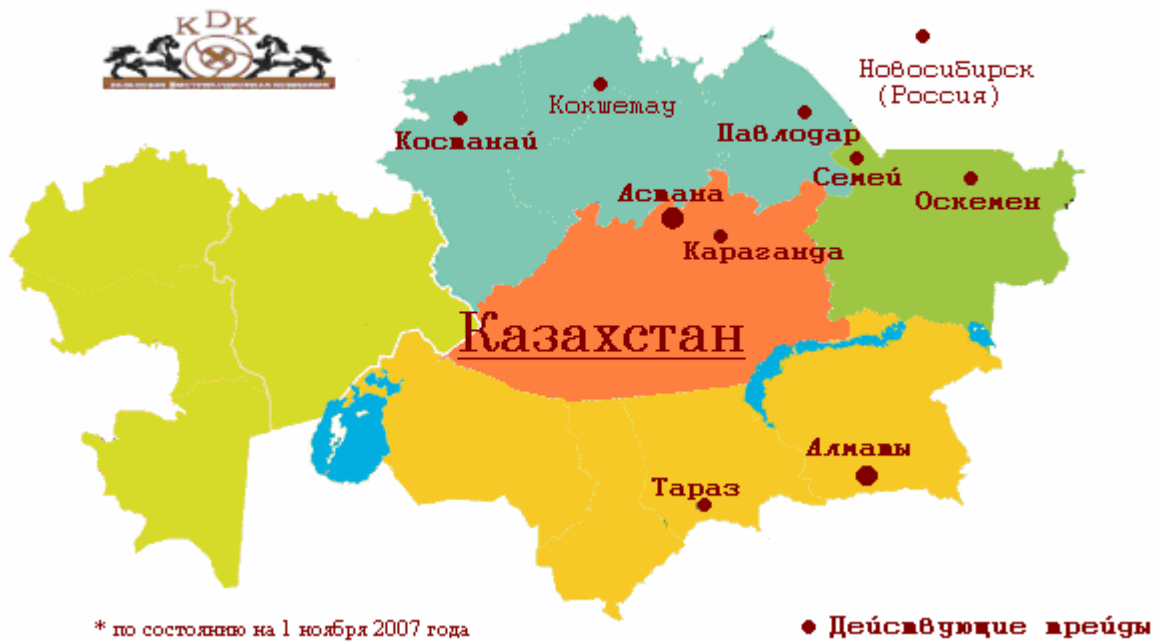 KDK
Новосибирск
(Россия)
Кокшетау
Костанай
Павлодар
Семей
Оскемен
Астана
Караганда
Казахстан
Алматы
Тараз
* по состоянию на 1 ноября 2007 года
Действующие трейды